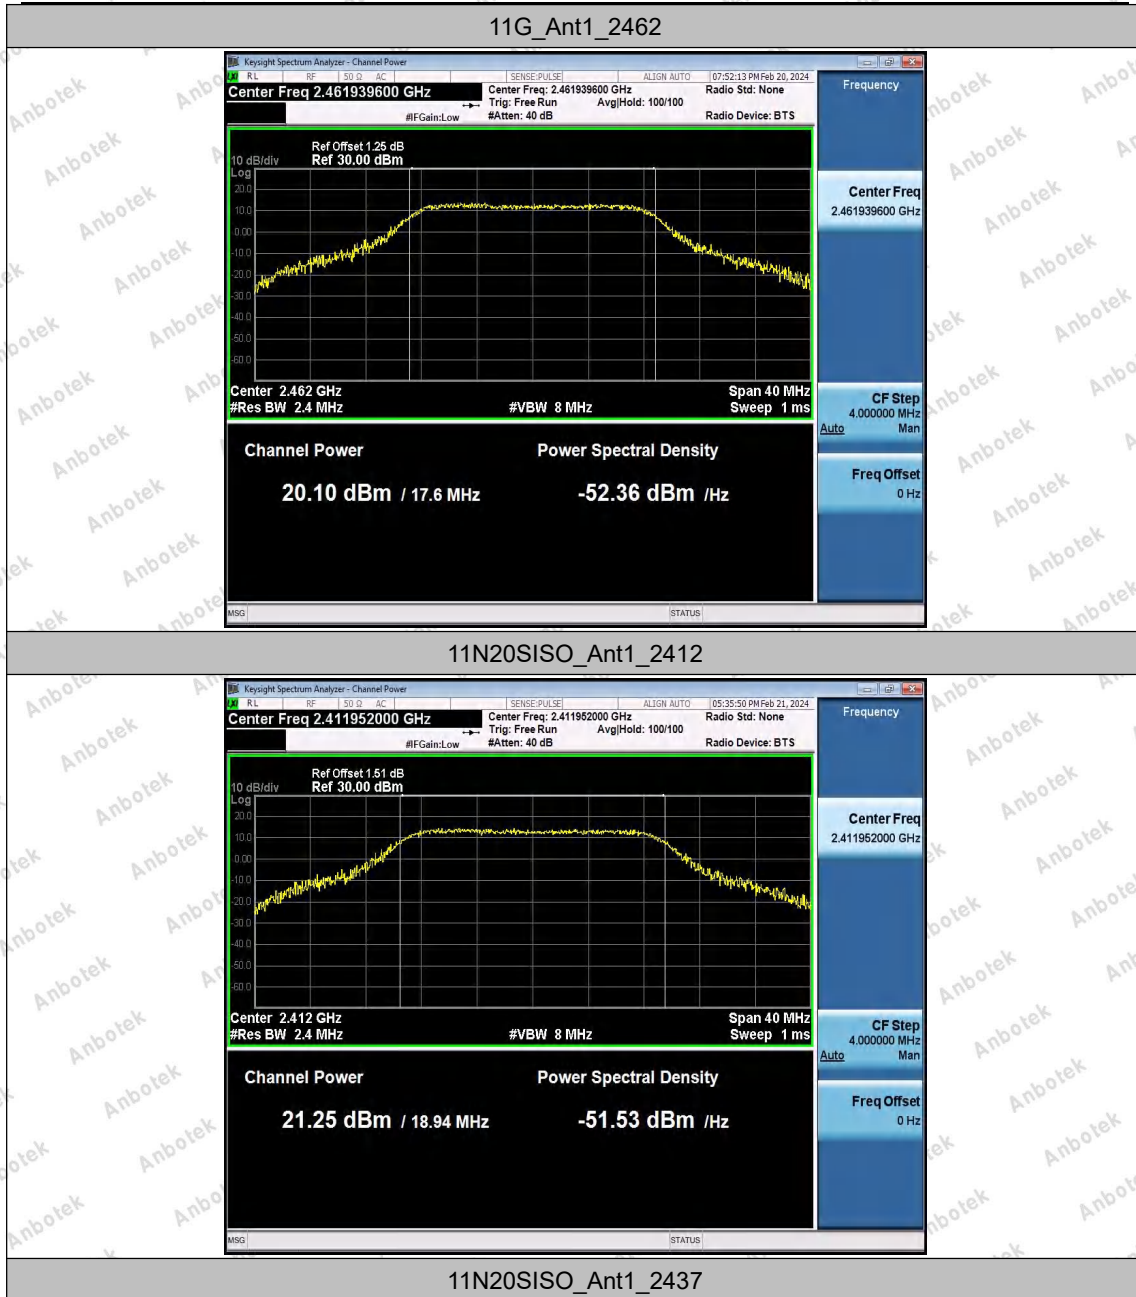 11G_Ant1_2462
Keysight Spectrum Analyzer - Channel Power
LXI RL RF 50 Ω AC SENSE:PULSE ALIGN AUTO 07:52:13 PM Feb 20, 2024
Center Freq 2.461939600 GHz
Center Freq: 2.461939600 GHz
Radio Std: None
Trig: Free Run Avg|Hold: 100/100
#IFGain:Low #Atten: 40 dB Radio Device: BTS
Frequency
Ref Offset 1.25 dB
10 dB/div Ref 30.00 dBm
Log
20.0
10.0
0.00
-10.0
-20.0
-30.0
-40.0
-50.0
-60.0
Center Freq
2.461939600 GHz
Center 2.462 GHz Span 40 MHz
#Res BW 2.4 MHz #VBW 8 MHz Sweep 1 ms
CF Step
4.000000 MHz
Auto Man
Channel Power Power Spectral Density
20.10 dBm / 17.6 MHz -52.36 dBm /Hz
Freq Offset
0 Hz
MSG STATUS
11N20SISO_Ant1_2412
Keysight Spectrum Analyzer - Channel Power
LXI RL RF 50 Ω AC SENSE:PULSE ALIGN AUTO 05:35:50 PM Feb 21, 2024
Center Freq 2.411952000 GHz
Center Freq: 2.411952000 GHz
Radio Std: None
Trig: Free Run Avg|Hold: 100/100
#IFGain:Low #Atten: 40 dB Radio Device: BTS
Frequency
Ref Offset 1.51 dB
10 dB/div Ref 30.00 dBm
Log
20.0
10.0
0.00
-10.0
-20.0
-30.0
-40.0
-50.0
-60.0
Center Freq
2.411952000 GHz
Center 2.412 GHz Span 40 MHz
#Res BW 2.4 MHz #VBW 8 MHz Sweep 1 ms
CF Step
4.000000 MHz
Auto Man
Channel Power Power Spectral Density
21.25 dBm / 18.94 MHz -51.53 dBm /Hz
Freq Offset
0 Hz
MSG STATUS
11N20SISO_Ant1_2437
Anbotek